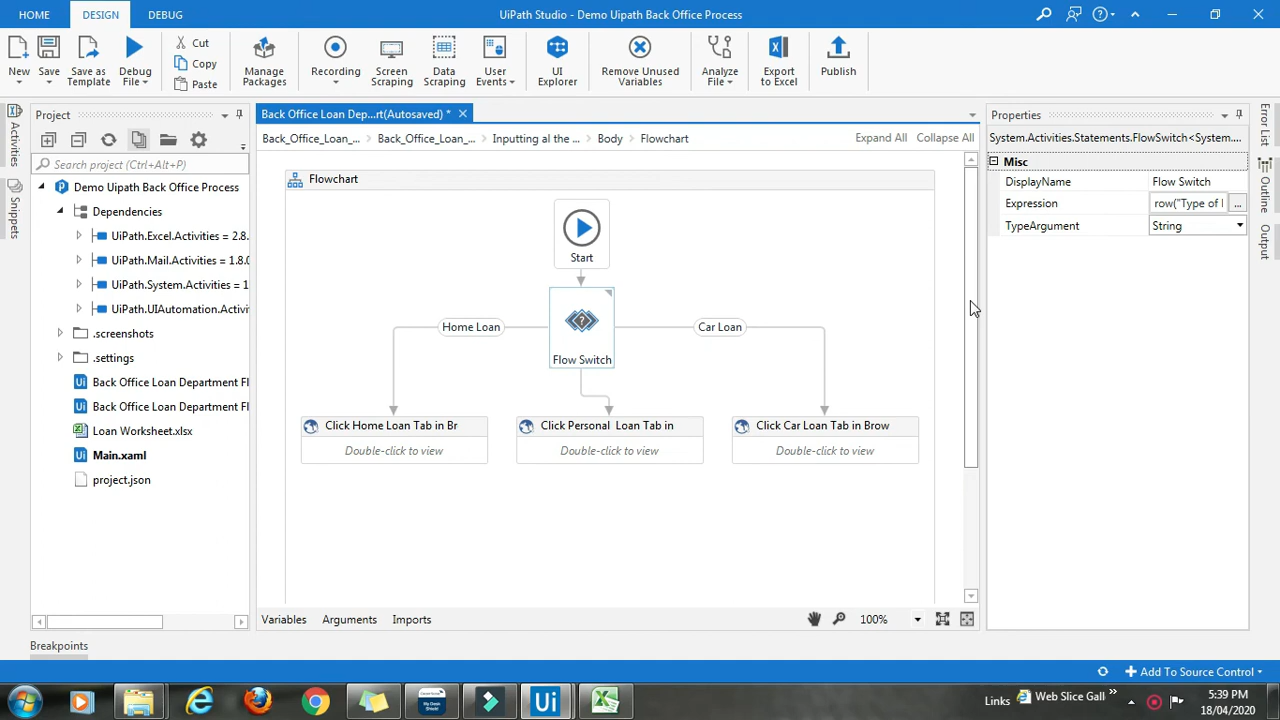 HOME
DESIGN
DEBUG
UiPath Studio - Demo Uipath Back Office Process
New
Save
Save as Template
Debug File
Cut
Copy
Paste
Manage Packages
Recording
Screen Scraping
Data Scraping
User Events
UI Explorer
Remove Unused Variables
Analyze File
Export to Excel
Publish
Activities
Snippets
Project
Search project (Ctrl+Alt+P)
Demo Uipath Back Office Process
Dependencies
UiPath.Excel.Activities = 2.8.
UiPath.Mail.Activities = 1.8.0
UiPath.System.Activities = 1
UiPath.UIAutomation.Activi
.screenshots
.settings
Back Office Loan Department Fl
Back Office Loan Department F
Loan Worksheet.xlsx
Main.xaml
project.json
Back Office Loan Dep...rt(Autosaved) *
Back_Office_Loan_... > Back_Office_Loan_... > Inputting al the ... > Body > Flowchart
Expand All
Collapse All
Flowchart
Start
Home Loan
Car Loan
Flow Switch
Click Home Loan Tab in Br
Double-click to view
Click Personal Loan Tab in
Double-click to view
Click Car Loan Tab in Brow
Double-click to view
Variables
Arguments
Imports
100%
Properties
System.Activities.Statements.FlowSwitch<System...
Misc
DisplayName
Flow Switch
Expression
row("Type of l
...
TypeArgument
String
Error List
Outline
Output
Breakpoints
Add To Source Control
Links
Web Slice Gall
5:39 PM
18/04/2020